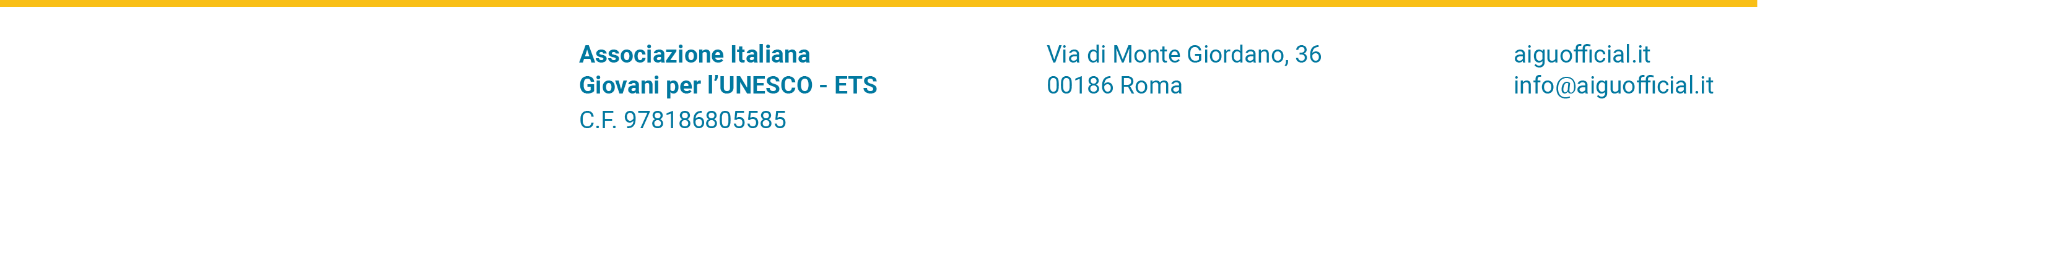 Associazione Italiana
Giovani per l’UNESCO - ETS
C.F. 978186805585
Via di Monte Giordano, 36
00186 Roma
aiguofficial.it
info@aiguofficial.it